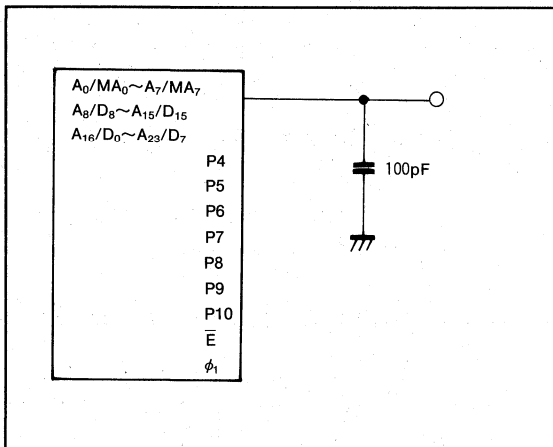 A₀/MA₀～A₇/MA₇
A₈/D₈～A₁₅/D₁₅
A₁₆/D₀～A₂₃/D₇
P4
P5
P6
P7
P8
P9
P10
E̅
ϕ₁
100pF